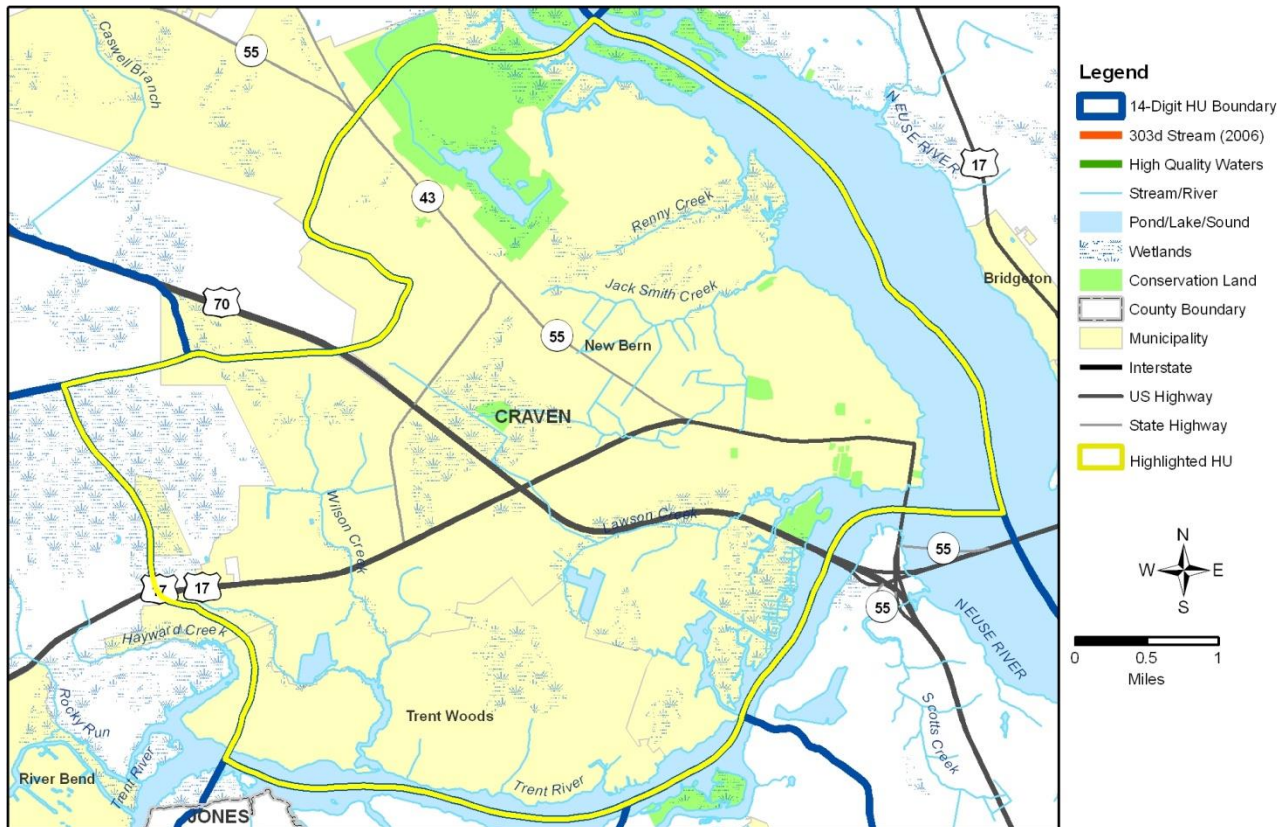 Caswell Branch
55
N EUSE RIVER
17
43
Renny Creek
Bridgeton
Jack Smith Creek
70
55
New Bern
CRAVEN
Wilson Creek
Lawson Creek
55
17
55
Hayward Creek
N EUSE RIVER
Rocky Run
Scotts Creek
Trent Woods
River Bend
Trent River
Trent River
JONES
Legend
14-Digit HU Boundary
303d Stream (2006)
High Quality Waters
Stream/River
Pond/Lake/Sound
Wetlands
Conservation Land
County Boundary
Municipality
Interstate
US Highway
State Highway
Highlighted HU
N
W E
S
0 0.5 1
Miles